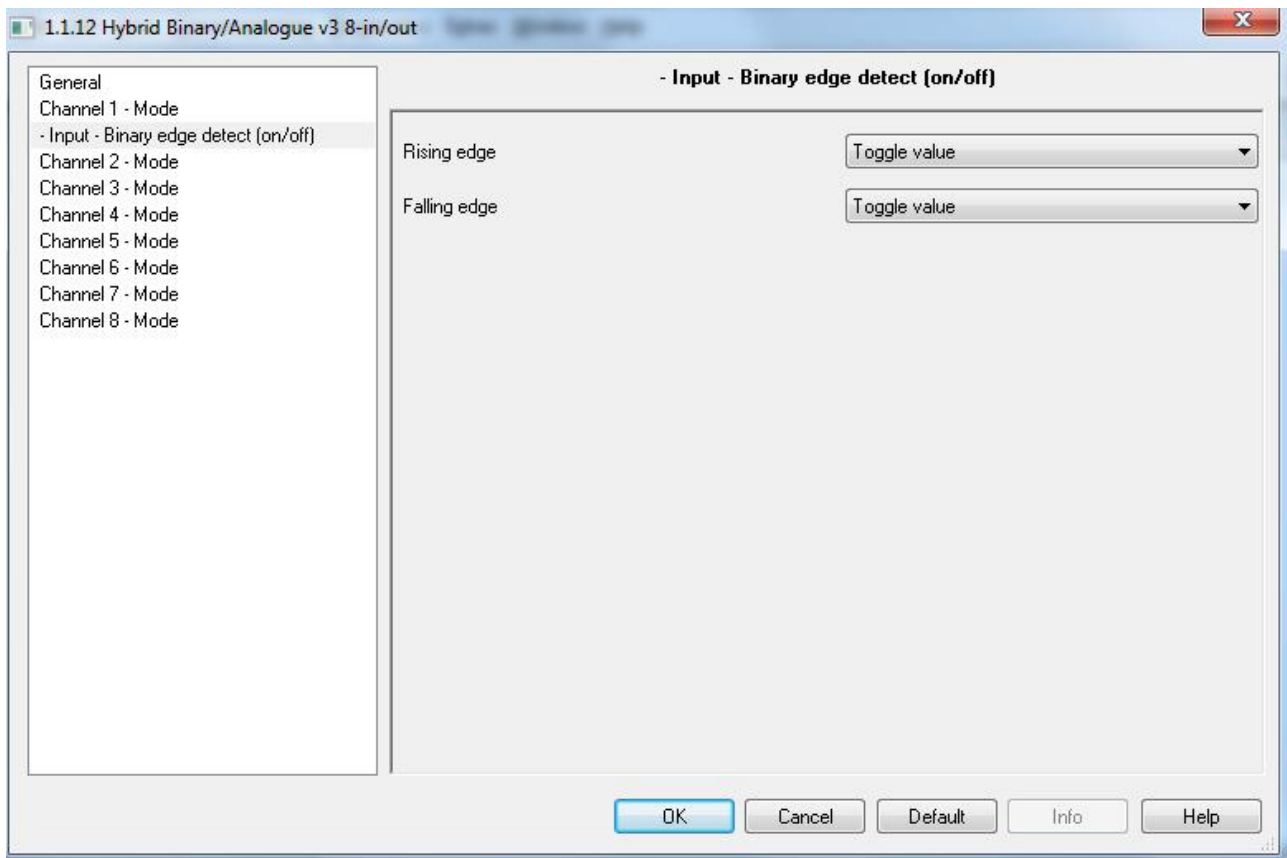 1.1.12 Hybrid Binary/Analogue v3 8-in/out
General
Channel 1 - Mode
- Input - Binary edge detect (on/off)
Channel 2 - Mode
Channel 3 - Mode
Channel 4 - Mode
Channel 5 - Mode
Channel 6 - Mode
Channel 7 - Mode
Channel 8 - Mode
- Input - Binary edge detect (on/off)
Rising edge Toggle value
Falling edge Toggle value
OK Cancel Default Info Help